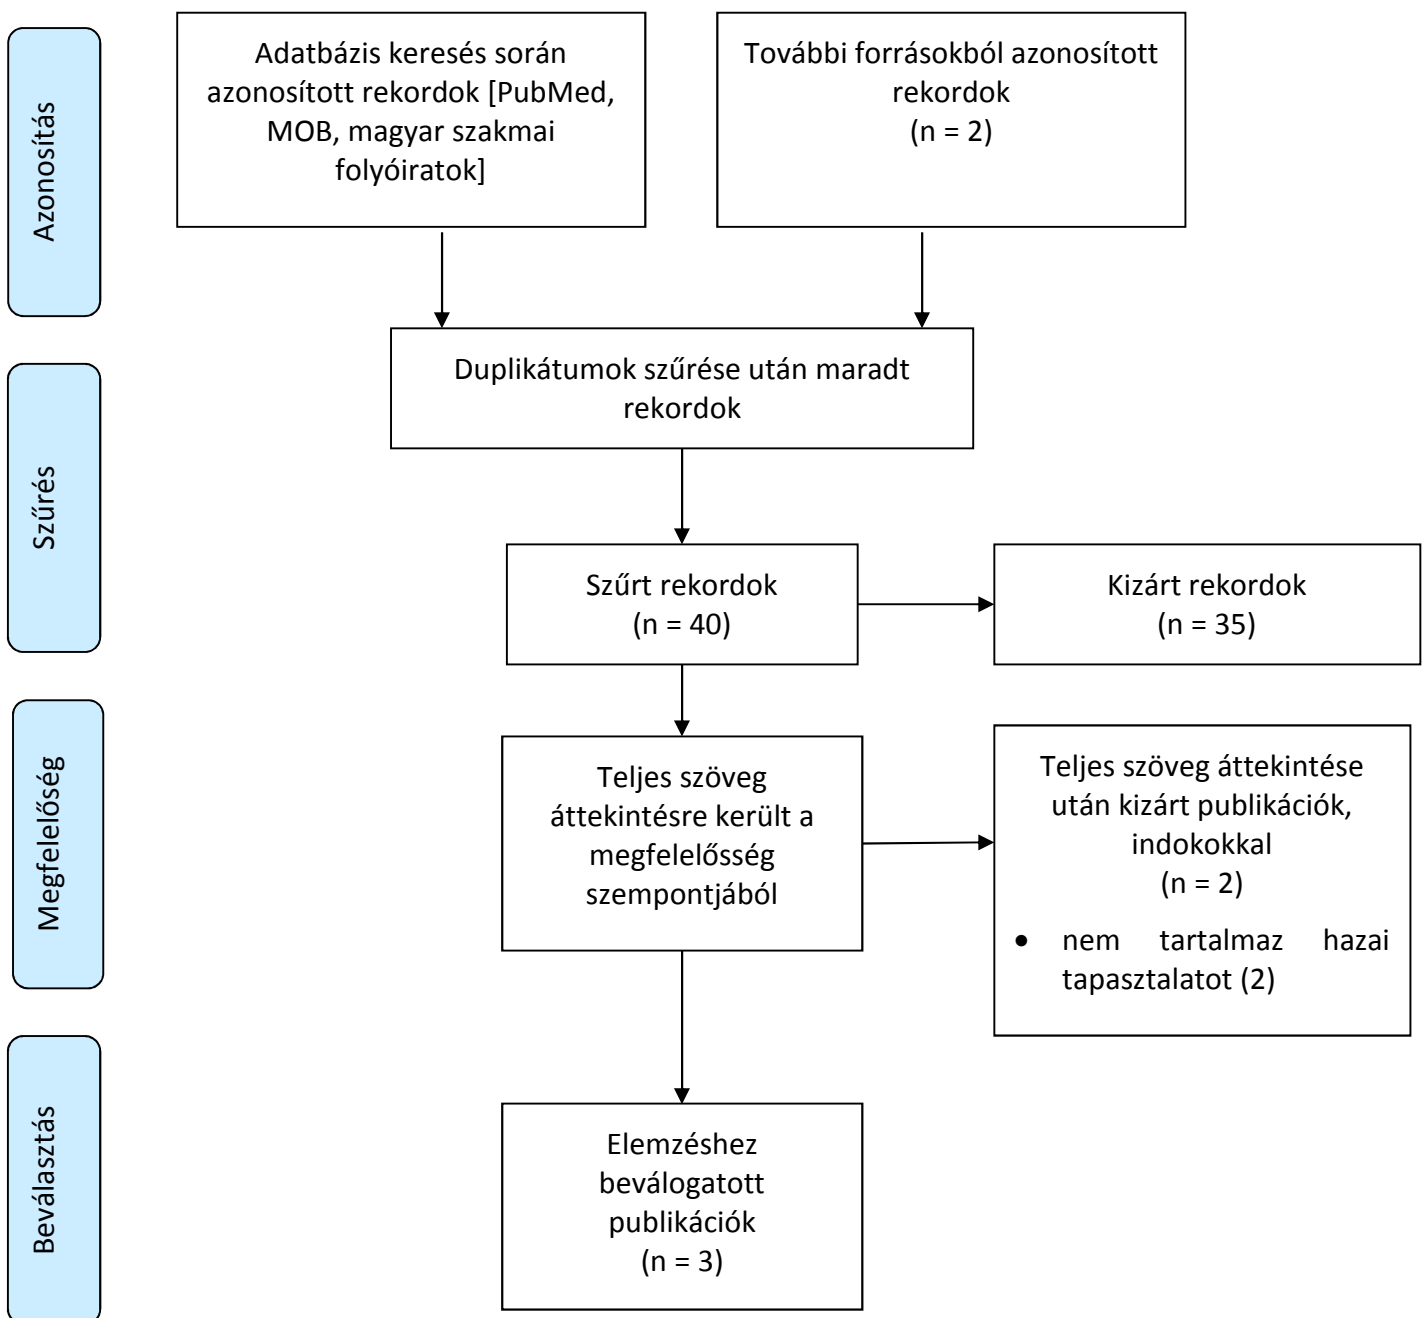 Azonosítás
Adatbázis keresés során
azonosított rekordok [PubMed,
MOB, magyar szakmai
folyóiratok]
További forrásokból azonosított
rekordok
(n = 2)
Duplikátumok szűrése után maradt
rekordok
Szűrés
Szűrt rekordok
(n = 40)
Kizárt rekordok
(n = 35)
Megfelelőség
Teljes szöveg
áttekintésre került a
megfelelősség
szempontjából
Teljes szöveg áttekintése
után kizárt publikációk,
indokokkal
(n = 2)
• nem tartalmaz hazai
tapasztalatot (2)
Beválasztás
Elemzéshez
beválogatott
publikációk
(n = 3)